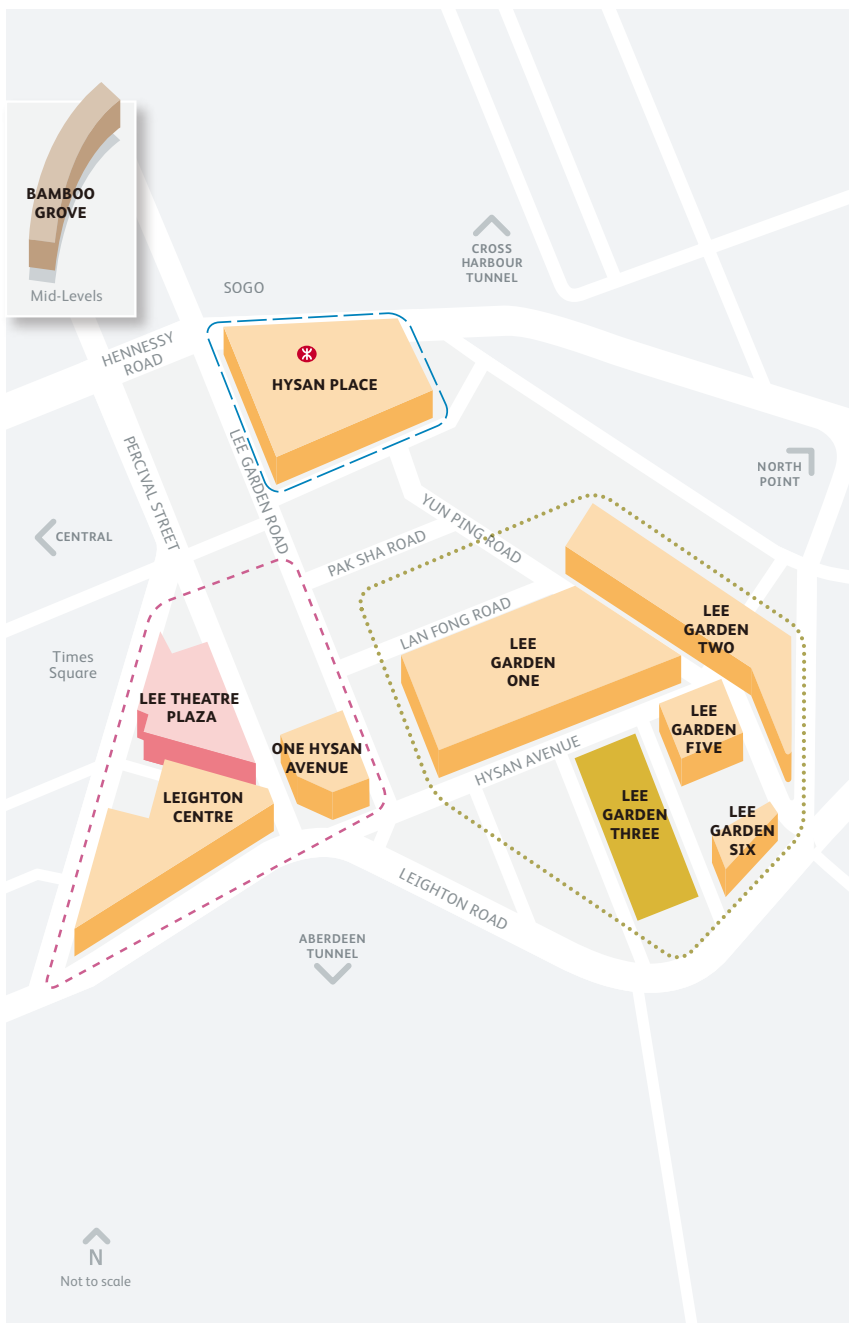 BAMBOO
GROVE
Mid-Levels
CROSS
HARBOUR
TUNNEL
SOGO
HENNESSY
ROAD
HYSAN PLACE
PERCIVAL STREET
LEE GARDEN ROAD
NORTH
POINT
CENTRAL
YUN PING ROAD
PAK SHA ROAD
LAN FONG ROAD
LEE
GARDEN
TWO
LEE
GARDEN
ONE
Times
Square
LEE THEATRE
PLAZA
ONE HYSAN
AVENUE
LEE
GARDEN
FIVE
HYSAN AVENUE
LEIGHTON
CENTRE
LEE
GARDEN
THREE
LEE
GARDEN
SIX
LEIGHTON ROAD
ABERDEEN
TUNNEL
N
Not to scale